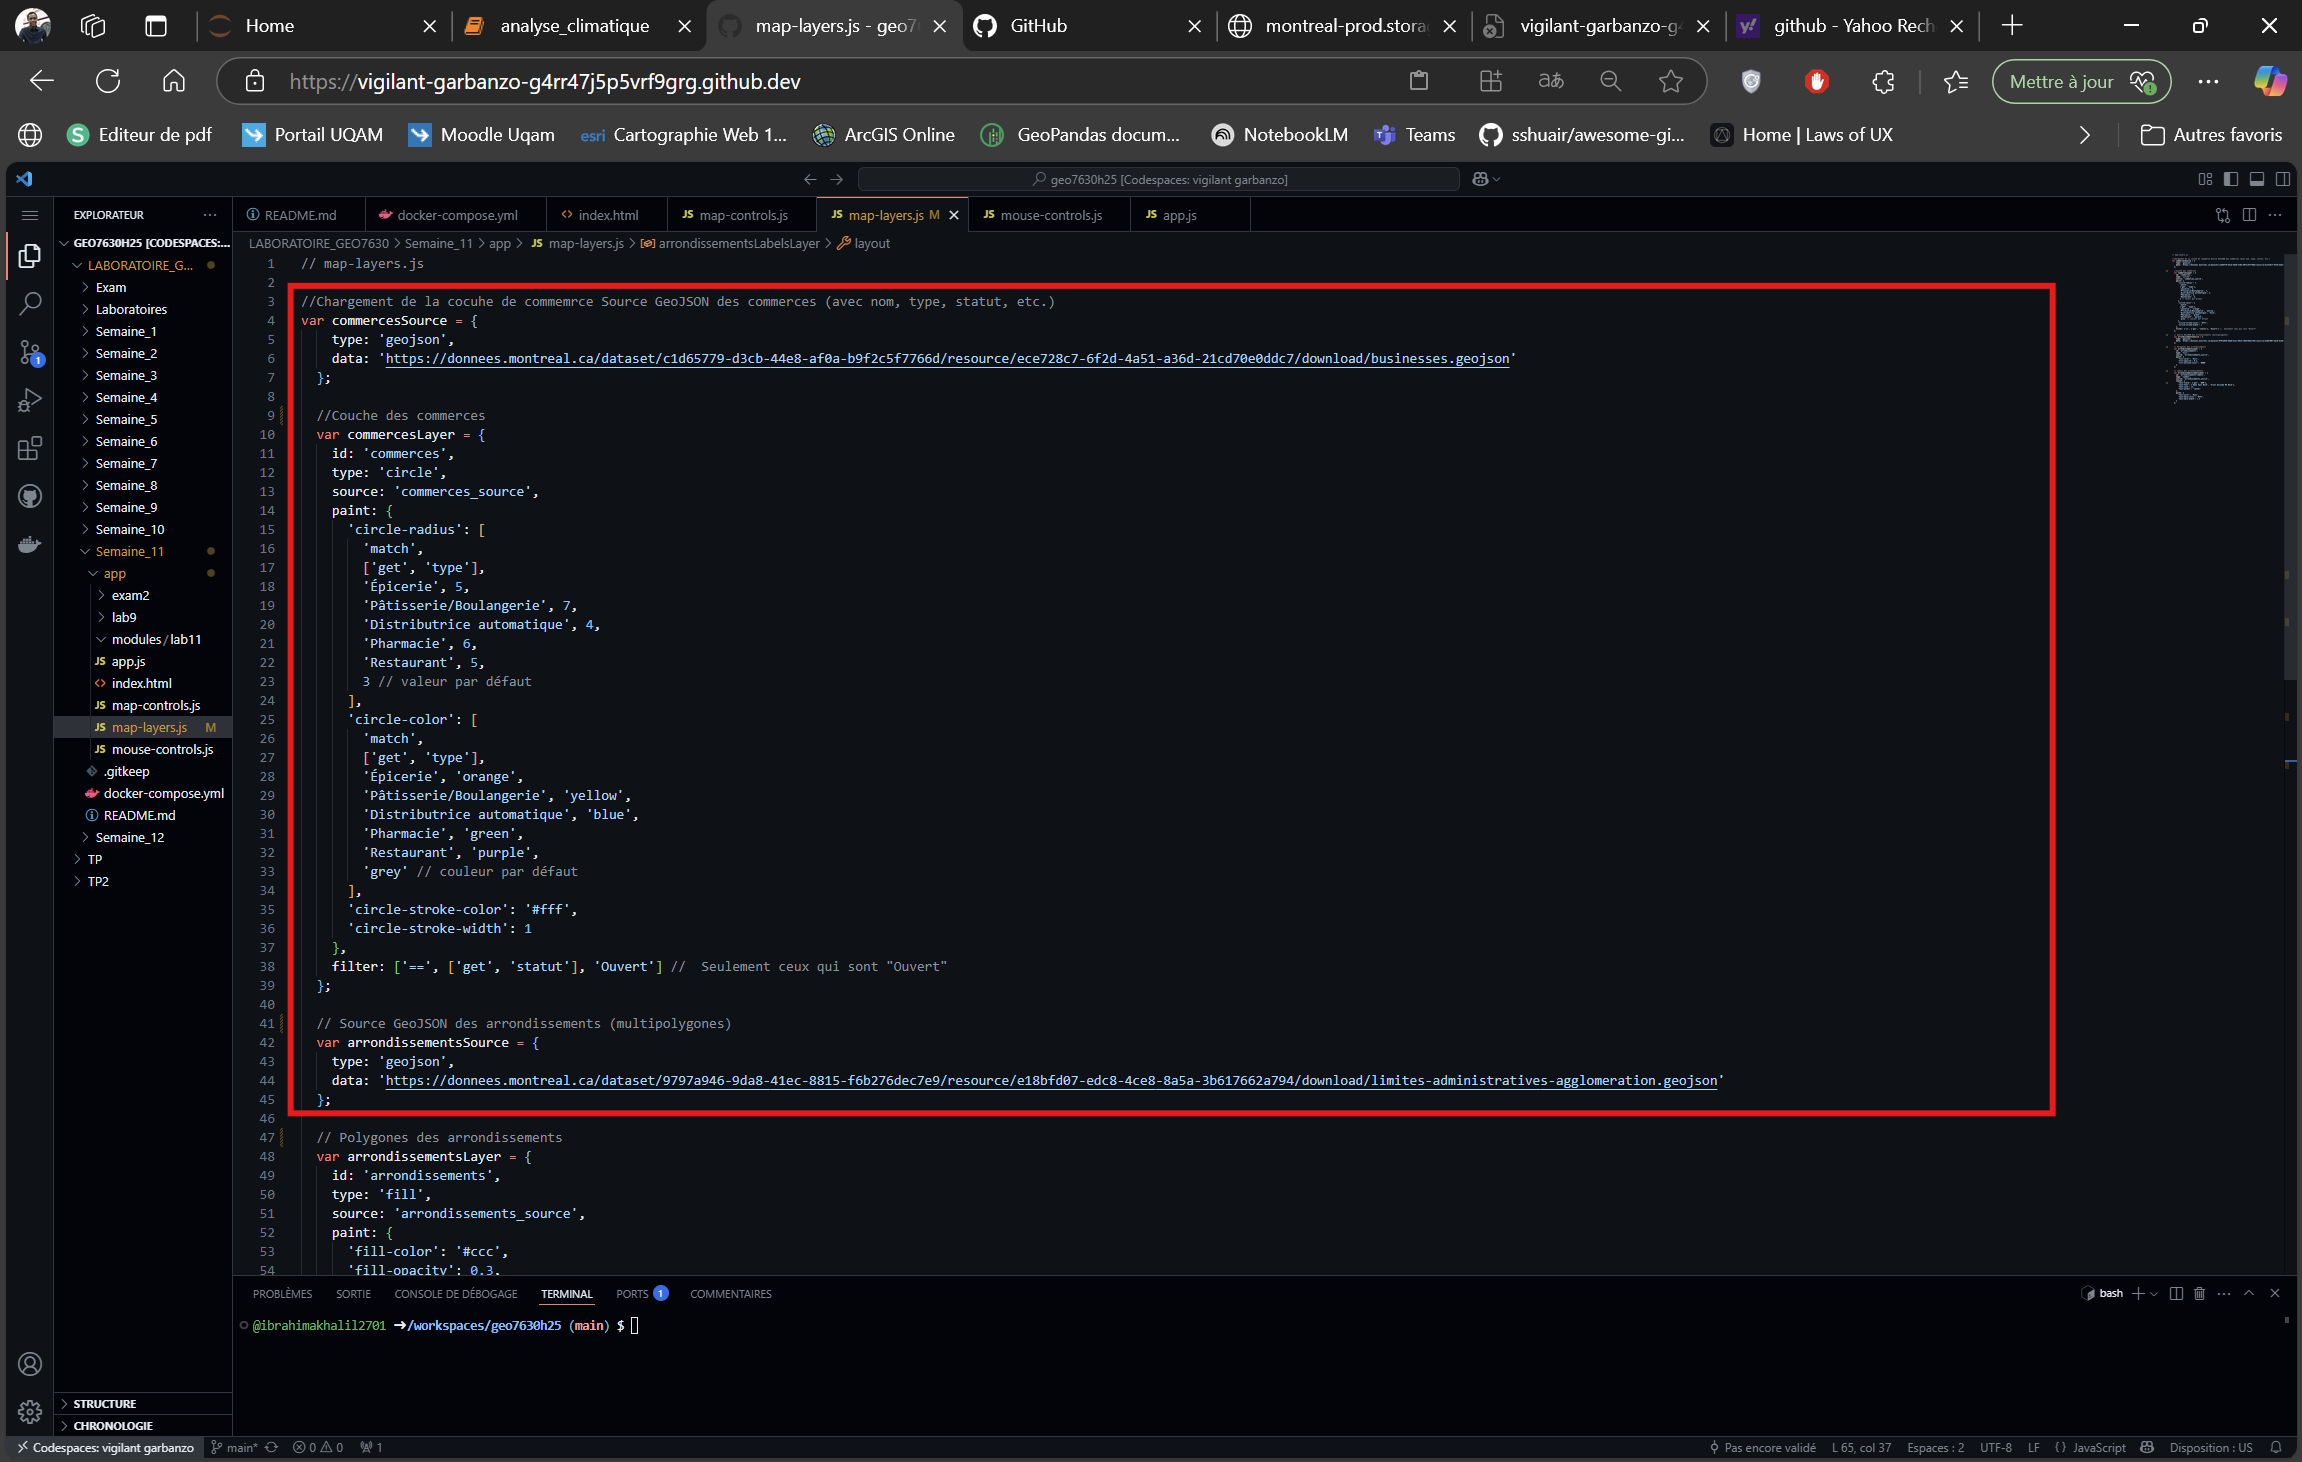 Home
analyse_climatique
map-layers.js - geo7
GitHub
montreal-prod.stora
vigilant-garbanzo-g
github - Yahoo Rech
https://vigilant-garbanzo-g4rr47j5p5vrf9grg.github.dev
aあ
Mettre à jour
Editeur de pdf
Portail UQAM
Moodle Uqam
esri Cartographie Web 1...
ArcGIS Online
GeoPandas docum...
NotebookLM
Teams
sshuair/awesome-gi...
Home | Laws of UX
Autres favoris
geo7630h25 [Codespaces: vigilant garbanzo]
EXPLORATEUR
README.md
docker-compose.yml
index.html
JS map-controls.js
JS map-layers.js M
JS mouse-controls.js
JS app.js
LABORATOIRE_GEO7630 > Semaine_11 > app > JS map-layers.js > arrondissementsLabelsLayer > layout
GEO7630H25 [CODESPACES:...
LABORATOIRE_G...
Exam
Laboratoires
Semaine_1
Semaine_2
Semaine_3
Semaine_4
Semaine_5
Semaine_6
Semaine_7
Semaine_8
Semaine_9
Semaine_10
Semaine_11
app
exam2
lab9
modules/lab11
JS app.js
index.html
JS map-controls.js
JS map-layers.js M
JS mouse-controls.js
.gitkeep
docker-compose.yml
README.md
Semaine_12
TP
TP2
STRUCTURE
CHRONOLOGIE
1 // map-layers.js
2
3 //Chargement de la cocuhe de commemrce Source GeoJSON des commerces (avec nom, type, statut, etc.)
4 var commercesSource = {
5 type: 'geojson',
6 data: 'https://donnees.montreal.ca/dataset/c1d65779-d3cb-44e8-af0a-b9f2c5f7766d/resource/ece728c7-6f2d-4a51-a36d-21cd70e0ddc7/download/businesses.geojson'
7 };
8
9 //Couche des commerces
10 var commercesLayer = {
11 id: 'commerces',
12 type: 'circle',
13 source: 'commerces_source',
14 paint: {
15 'circle-radius': [
16 'match',
17 ['get', 'type'],
18 'Épicerie', 5,
19 'Pâtisserie/Boulangerie', 7,
20 'Distributrice automatique', 4,
21 'Pharmacie', 6,
22 'Restaurant', 5,
23 3 // valeur par défaut
24 ],
25 'circle-color': [
26 'match',
27 ['get', 'type'],
28 'Épicerie', 'orange',
29 'Pâtisserie/Boulangerie', 'yellow',
30 'Distributrice automatique', 'blue',
31 'Pharmacie', 'green',
32 'Restaurant', 'purple',
33 'grey' // couleur par défaut
34 ],
35 'circle-stroke-color': '#fff',
36 'circle-stroke-width': 1
37 },
38 filter: ['==', ['get', 'statut'], 'Ouvert'] // Seulement ceux qui sont "Ouvert"
39 };
40
41 // Source GeoJSON des arrondissements (multipolygones)
42 var arrondissementsSource = {
43 type: 'geojson',
44 data: 'https://donnees.montreal.ca/dataset/9797a946-9da8-41ec-8815-f6b276dec7e9/resource/e18bfd07-edc8-4ce8-8a5a-3b617662a794/download/limites-administratives-agglomeration.geojson'
45 };
46
47 // Polygones des arrondissements
48 var arrondissementsLayer = {
49 id: 'arrondissements',
50 type: 'fill',
51 source: 'arrondissements_source',
52 paint: {
53 'fill-color': '#ccc',
54 'fill-opacity': 0.3,
PROBLÈMES
SORTIE
CONSOLE DE DÉBOGAGE
TERMINAL
PORTS 1
COMMENTAIRES
bash
@ibrahimakhalil2701 →/workspaces/geo7630h25 (main) $
Codespaces: vigilant garbanzo
main*
0 0
1
Pas encore validé
L 65, col 37
Espaces : 2
UTF-8
LF
{ } JavaScript
Disposition : US